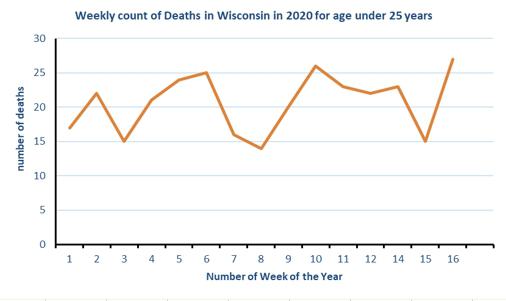 Weekly count of Deaths in Wisconsin in 2020 for age under 25 years
number of deaths
30
25
20
15
10
5
0
1 2 3 4 5 6 7 8 9 10 11 12 14 15 16
Number of Week of the Year